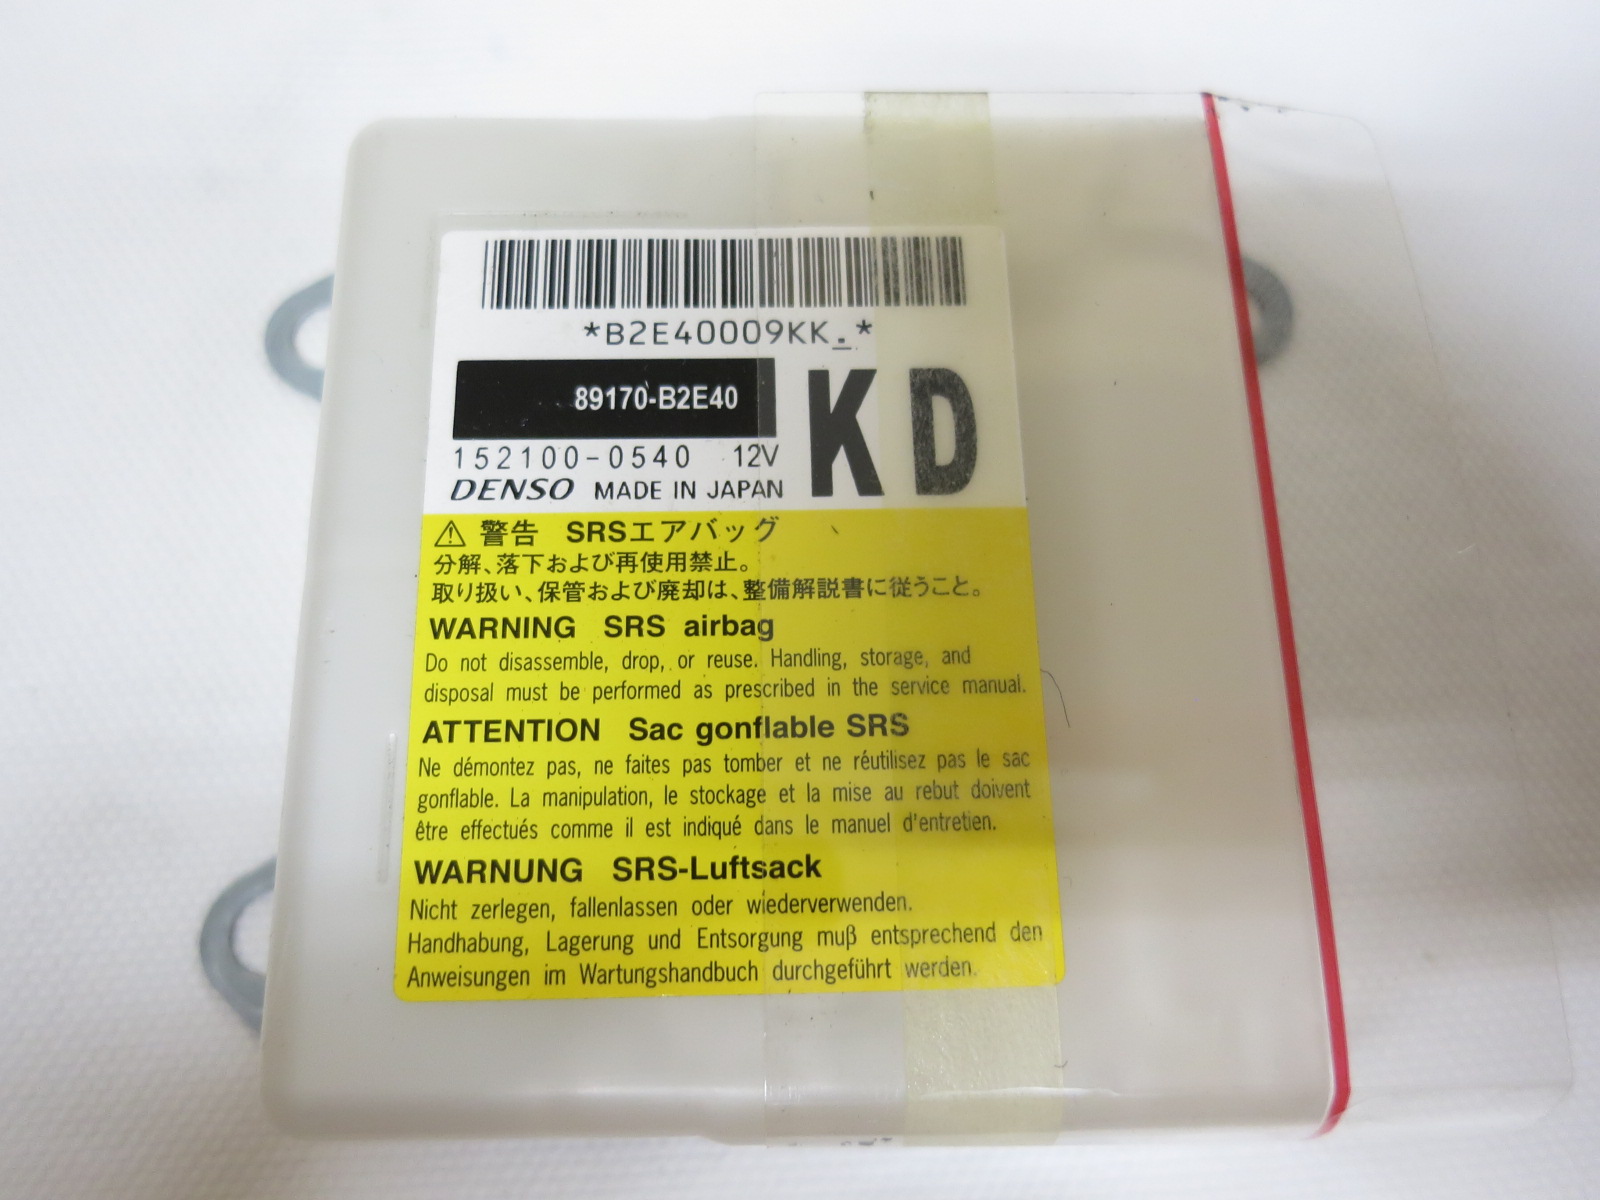 *B2E40009KK.*
89170-B2E40
KD
152100-0540 12V
DENSO MADE IN JAPAN
⚠ 警告 SRSエアバッグ
分解、落下および再使用禁止。
取り扱い、保管および廃却は、整備解説書に従うこと。
WARNING SRS airbag
Do not disassemble, drop, or reuse. Handling, storage, and
disposal must be performed as prescribed in the service manual.
ATTENTION Sac gonflable SRS
Ne démontez pas, ne faites pas tomber et ne réutilisez pas le sac
gonflable. La manipulation, le stockage et la mise au rebut doivent
être effectués comme il est indiqué dans le manuel d'entretien.
WARNUNG SRS-Luftsack
Nicht zerlegen, fallenlassen oder wiederverwenden.
Handhabung, Lagerung und Entsorgung muß entsprechend den
Anweisungen im Wartungshandbuch durchgeführt werden.